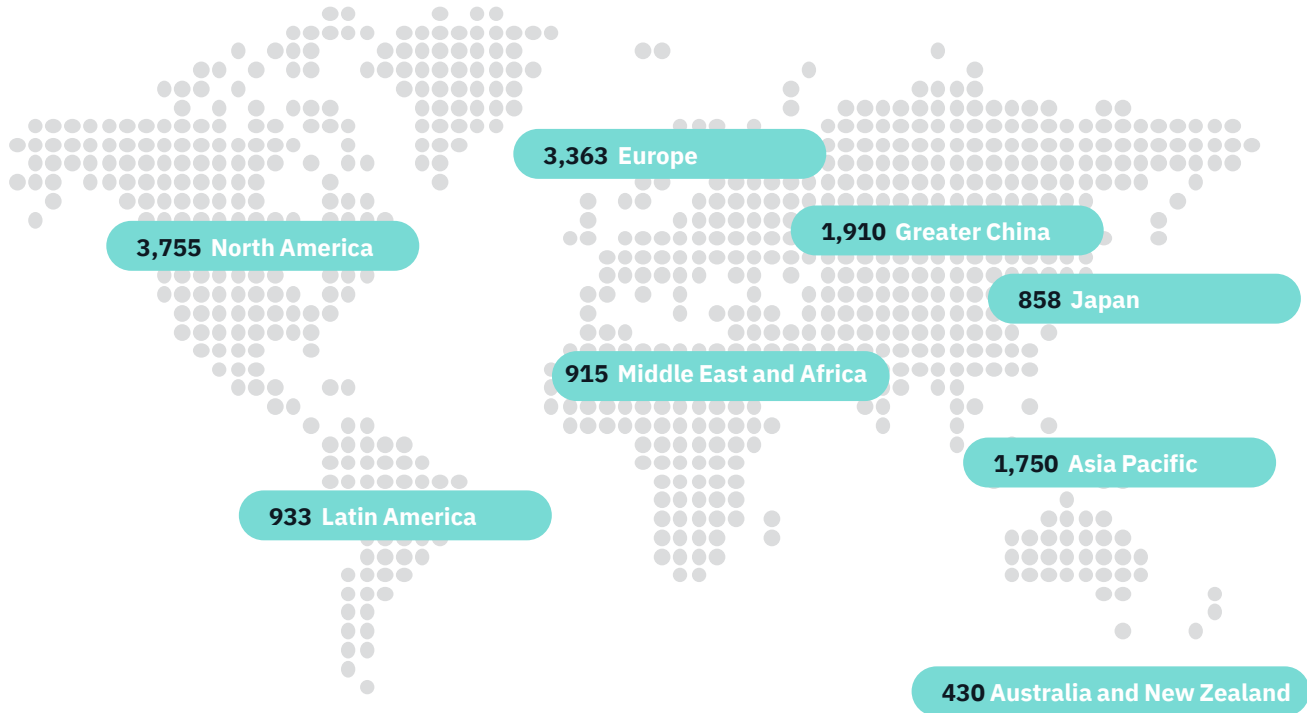 3,363 Europe
1,910 Greater China
3,755 North America
858 Japan
915 Middle East and Africa
1,750 Asia Pacific
933 Latin America
430 Australia and New Zealand